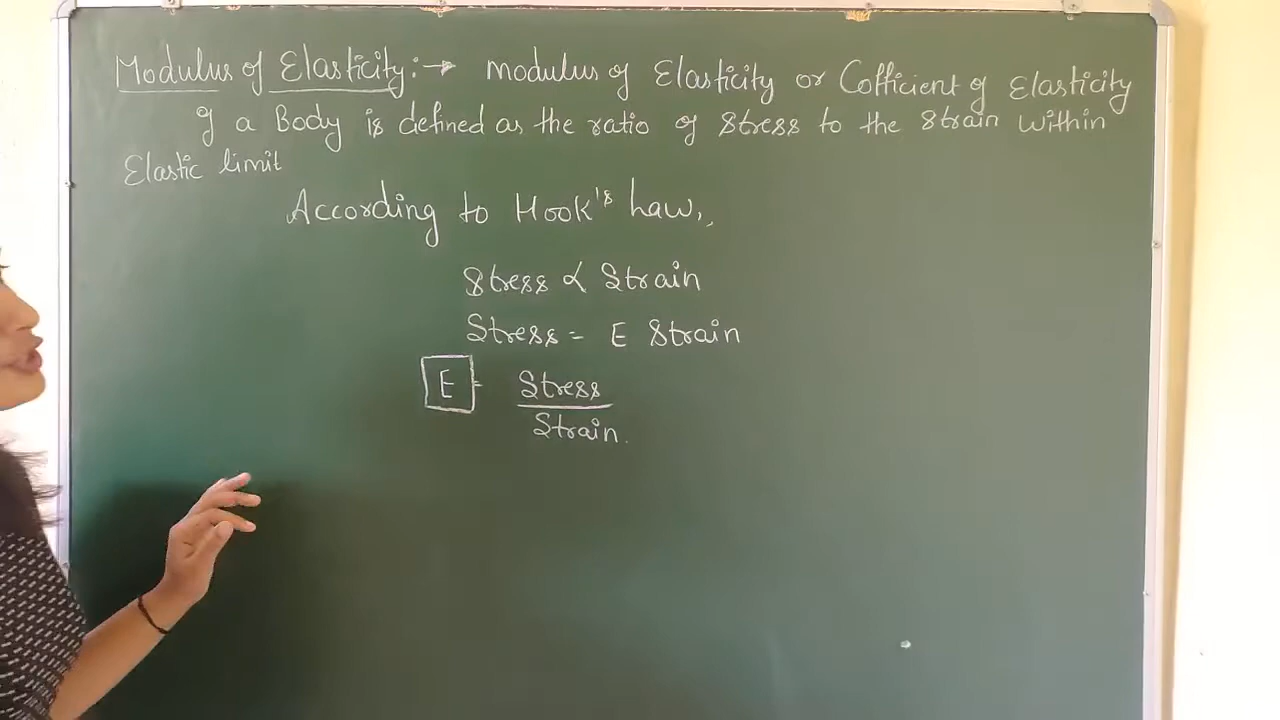 Modulus of Elasticity:→ modulus of Elasticity or Cofficient of Elasticity
of a Body is defined as the ratio of stress to the strain within
Elastic limit
According to Hook's Law,,
Stress ∝ Strain
Stress = E Strain
E = Stress
Strain.